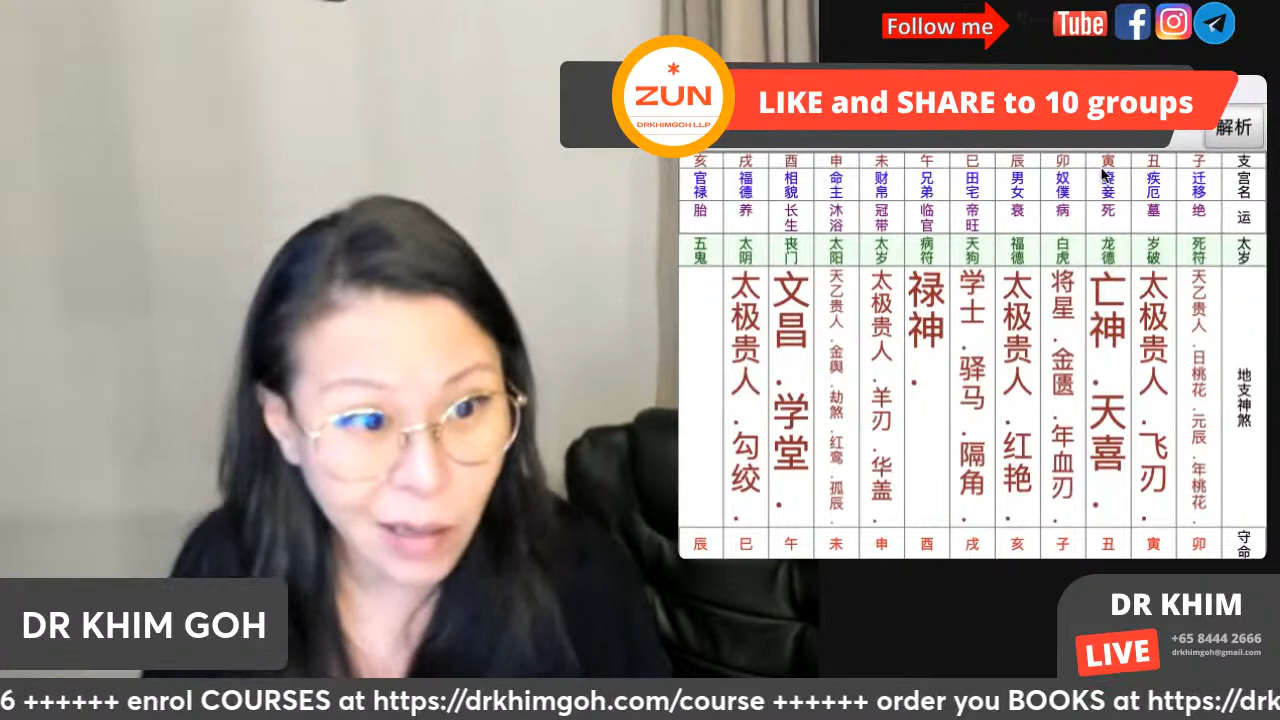 Follow me
Tube
ZUN
DRKHIMGOH LLP
LIKE and SHARE to 10 groups
解析
亥 戌 酉 申 未 午 巳 辰 卯 寅 丑 子 支
官禄 福德 相貌 命主 财帛 兄弟 田宅 男女 奴僕 妾 疾厄 迁移 宫名
胎 养 长生 沐浴 冠带 临官 帝旺 衰 病 死 墓 绝 运
五鬼 太阴 丧门 太阳 太岁 病符 天狗 福德 白虎 龙德 岁破 死符 太岁
太极贵人 .勾绞 .
文昌 .学堂 .
天乙贵人 .金舆 .劫煞 .红鸾 .孤辰 .
太极贵人 .羊刃 .华盖 .
禄神 .
学士 .驿马 .隔角 .
太极贵人 .红艳 .
将星 .金匮 .年血刃 .
亡神 .天喜 .
太极贵人 .飞刃 .
天乙贵人 .日桃花 .元辰 .年桃花 .
地支神煞
辰 巳 午 未 申 酉 戌 亥 子 丑 寅 卯 守命
DR KHIM GOH
DR KHIM
LIVE
+65 8444 2666
drkhimgoh@gmail.com
6 ++++++ enrol COURSES at https://drkhimgoh.com/course ++++++ order you BOOKS at https://drk